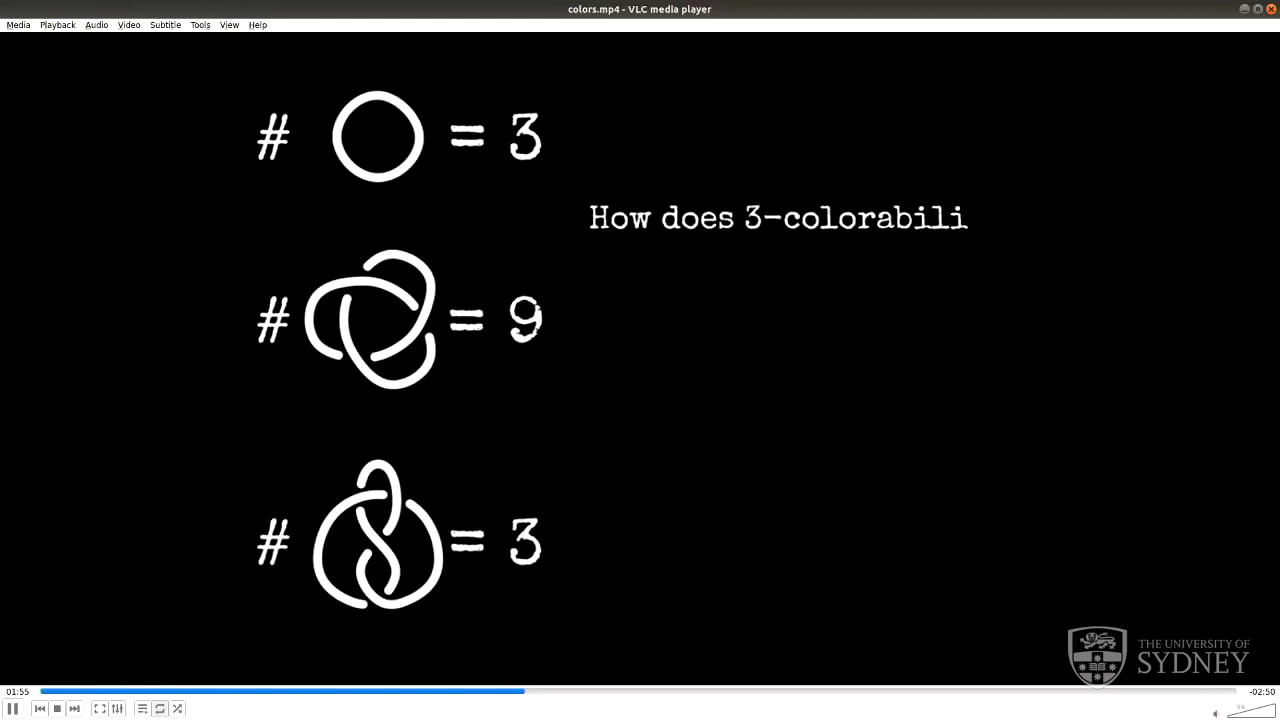 colors.mp4 - VLC media player
Media Playback Audio Video Subtitle Tools View Help
# = 3
How does 3-colorabili
# = 9
# = 3
THE UNIVERSITY OF
SYDNEY
01:55
-02:50
0%